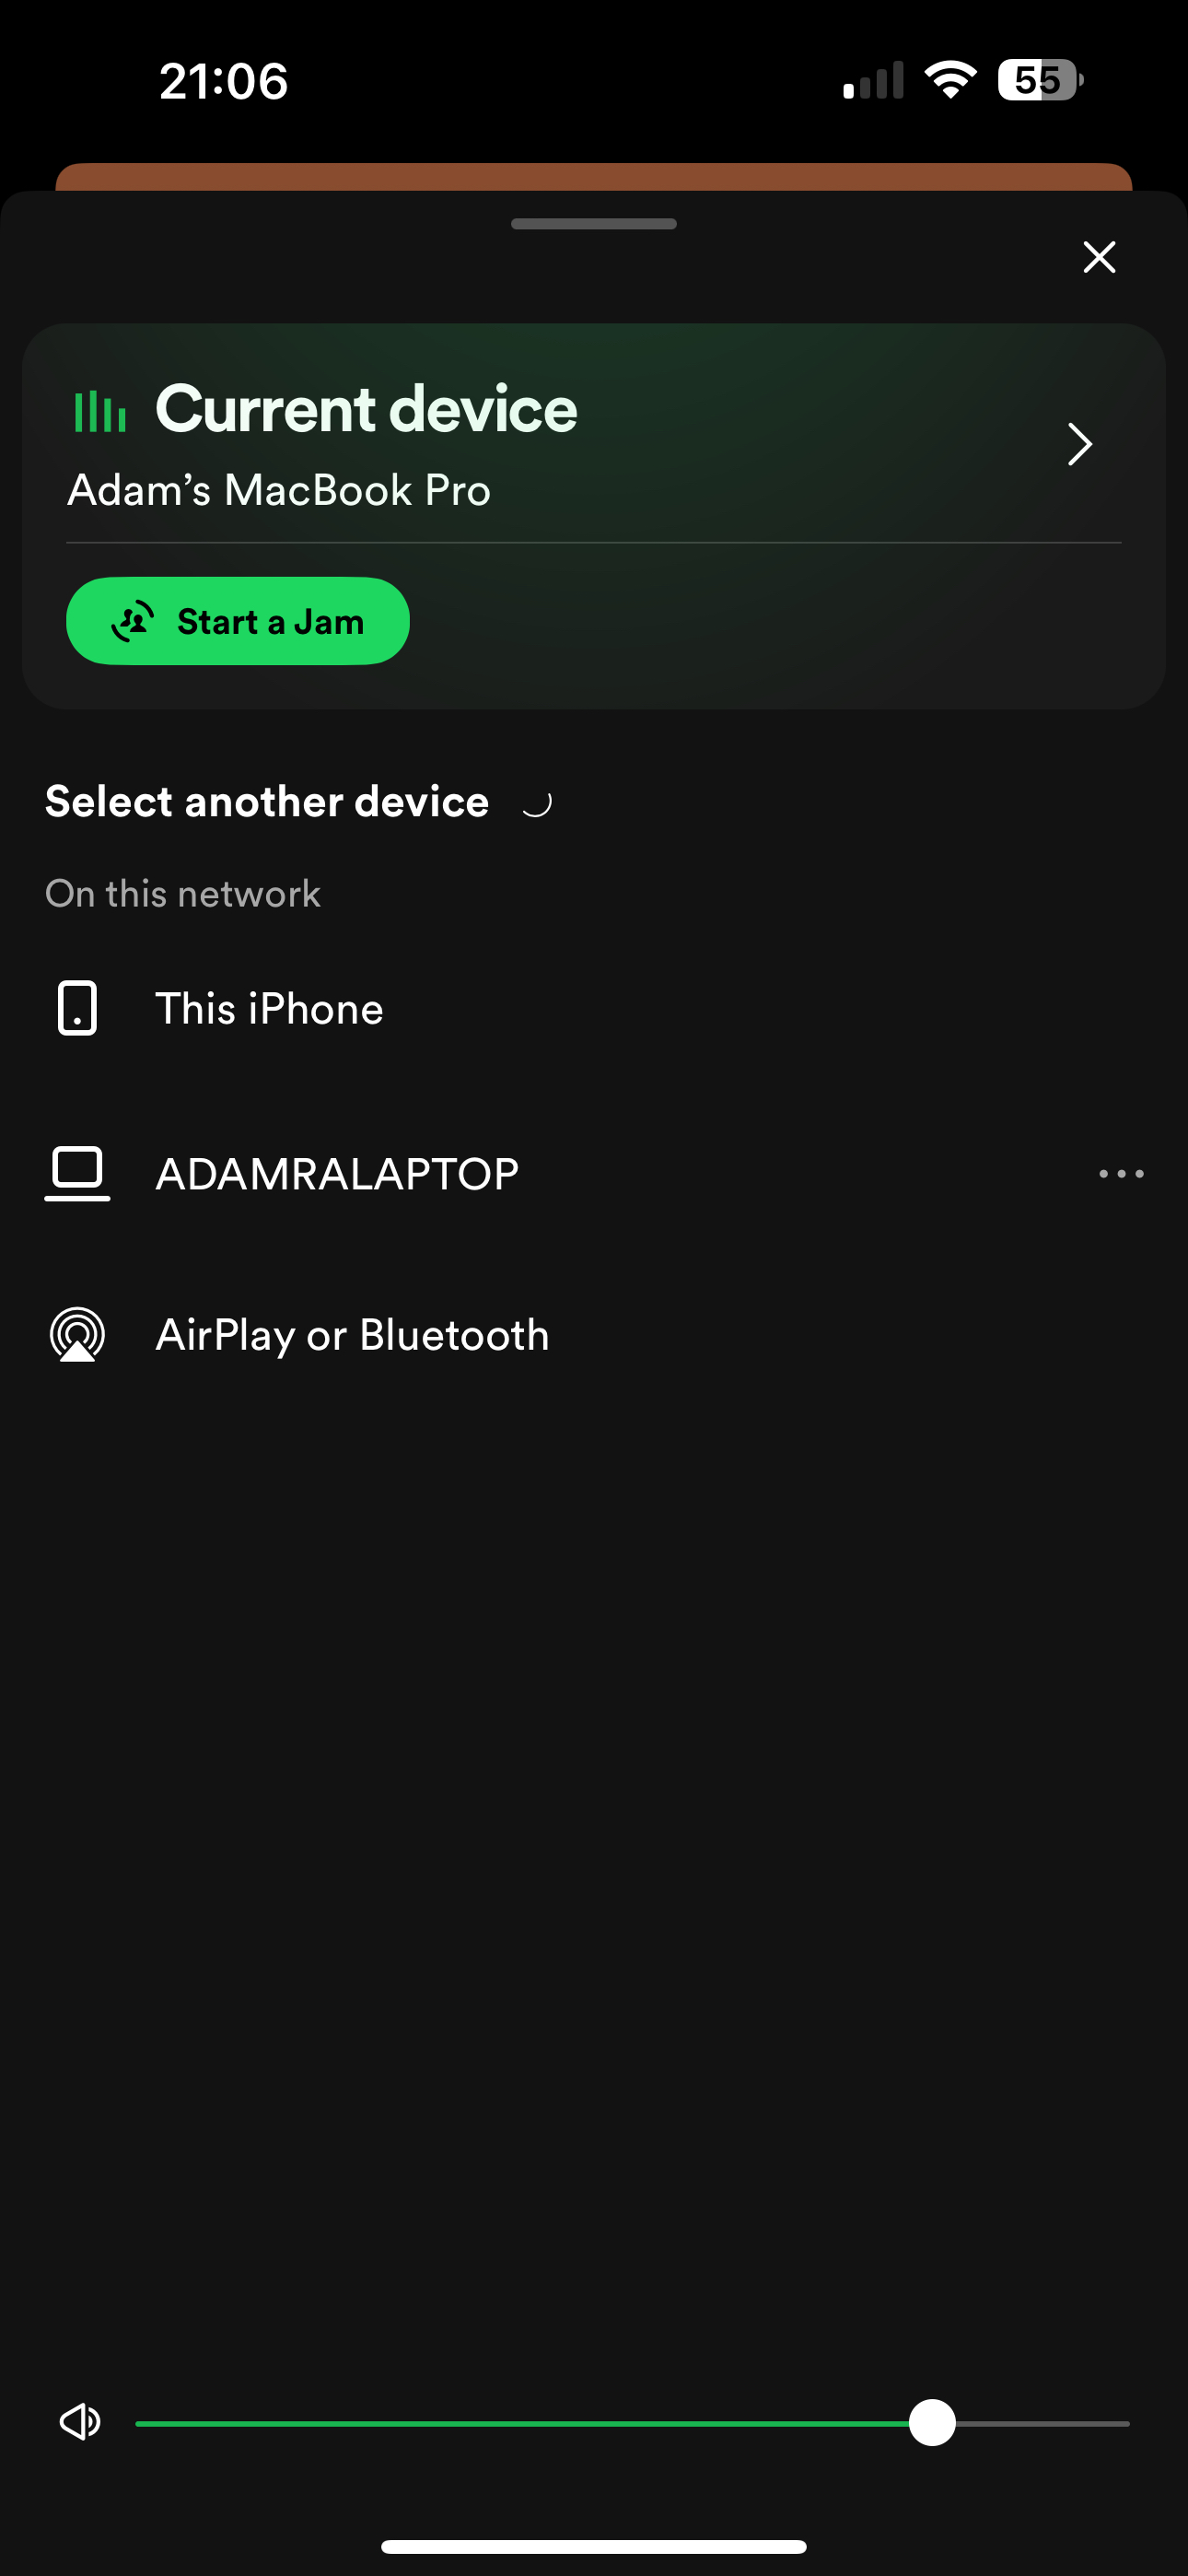 21:06
55
Current device
Adam’s MacBook Pro
Start a Jam
Select another device
On this network
This iPhone
ADAMRALAPTOP
AirPlay or Bluetooth